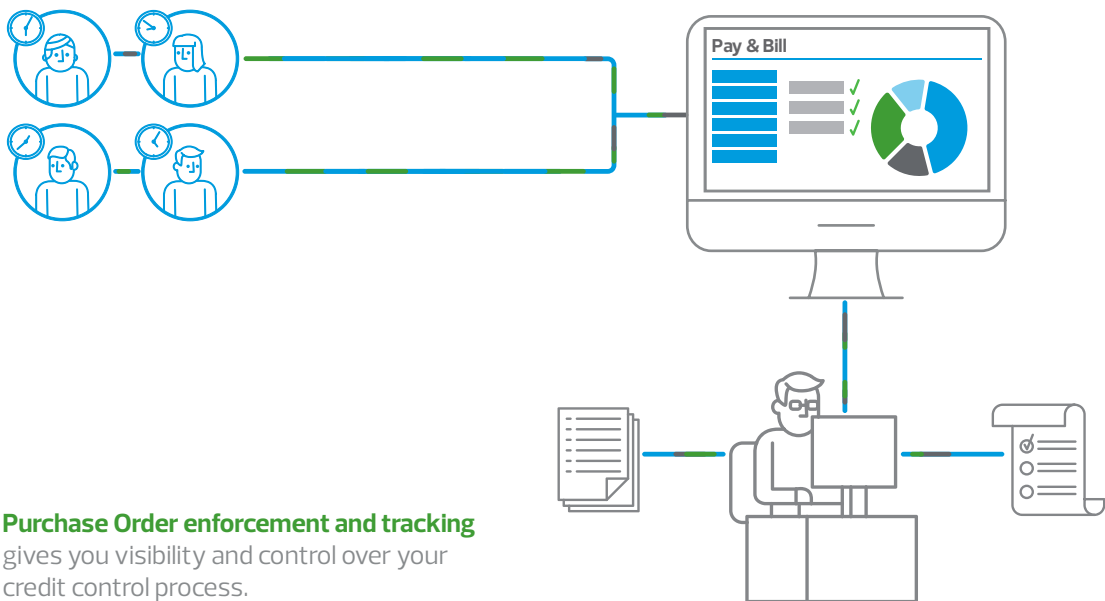 Pay & Bill
Purchase Order enforcement and tracking
gives you visibility and control over your
credit control process.